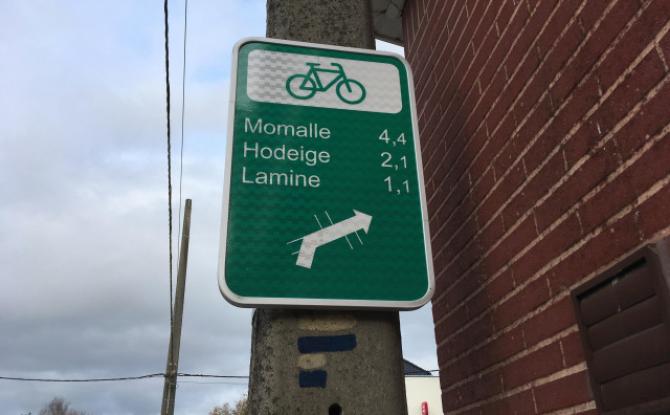 Momalle 4,4
Hodeige 2,1
Lamine 1,1